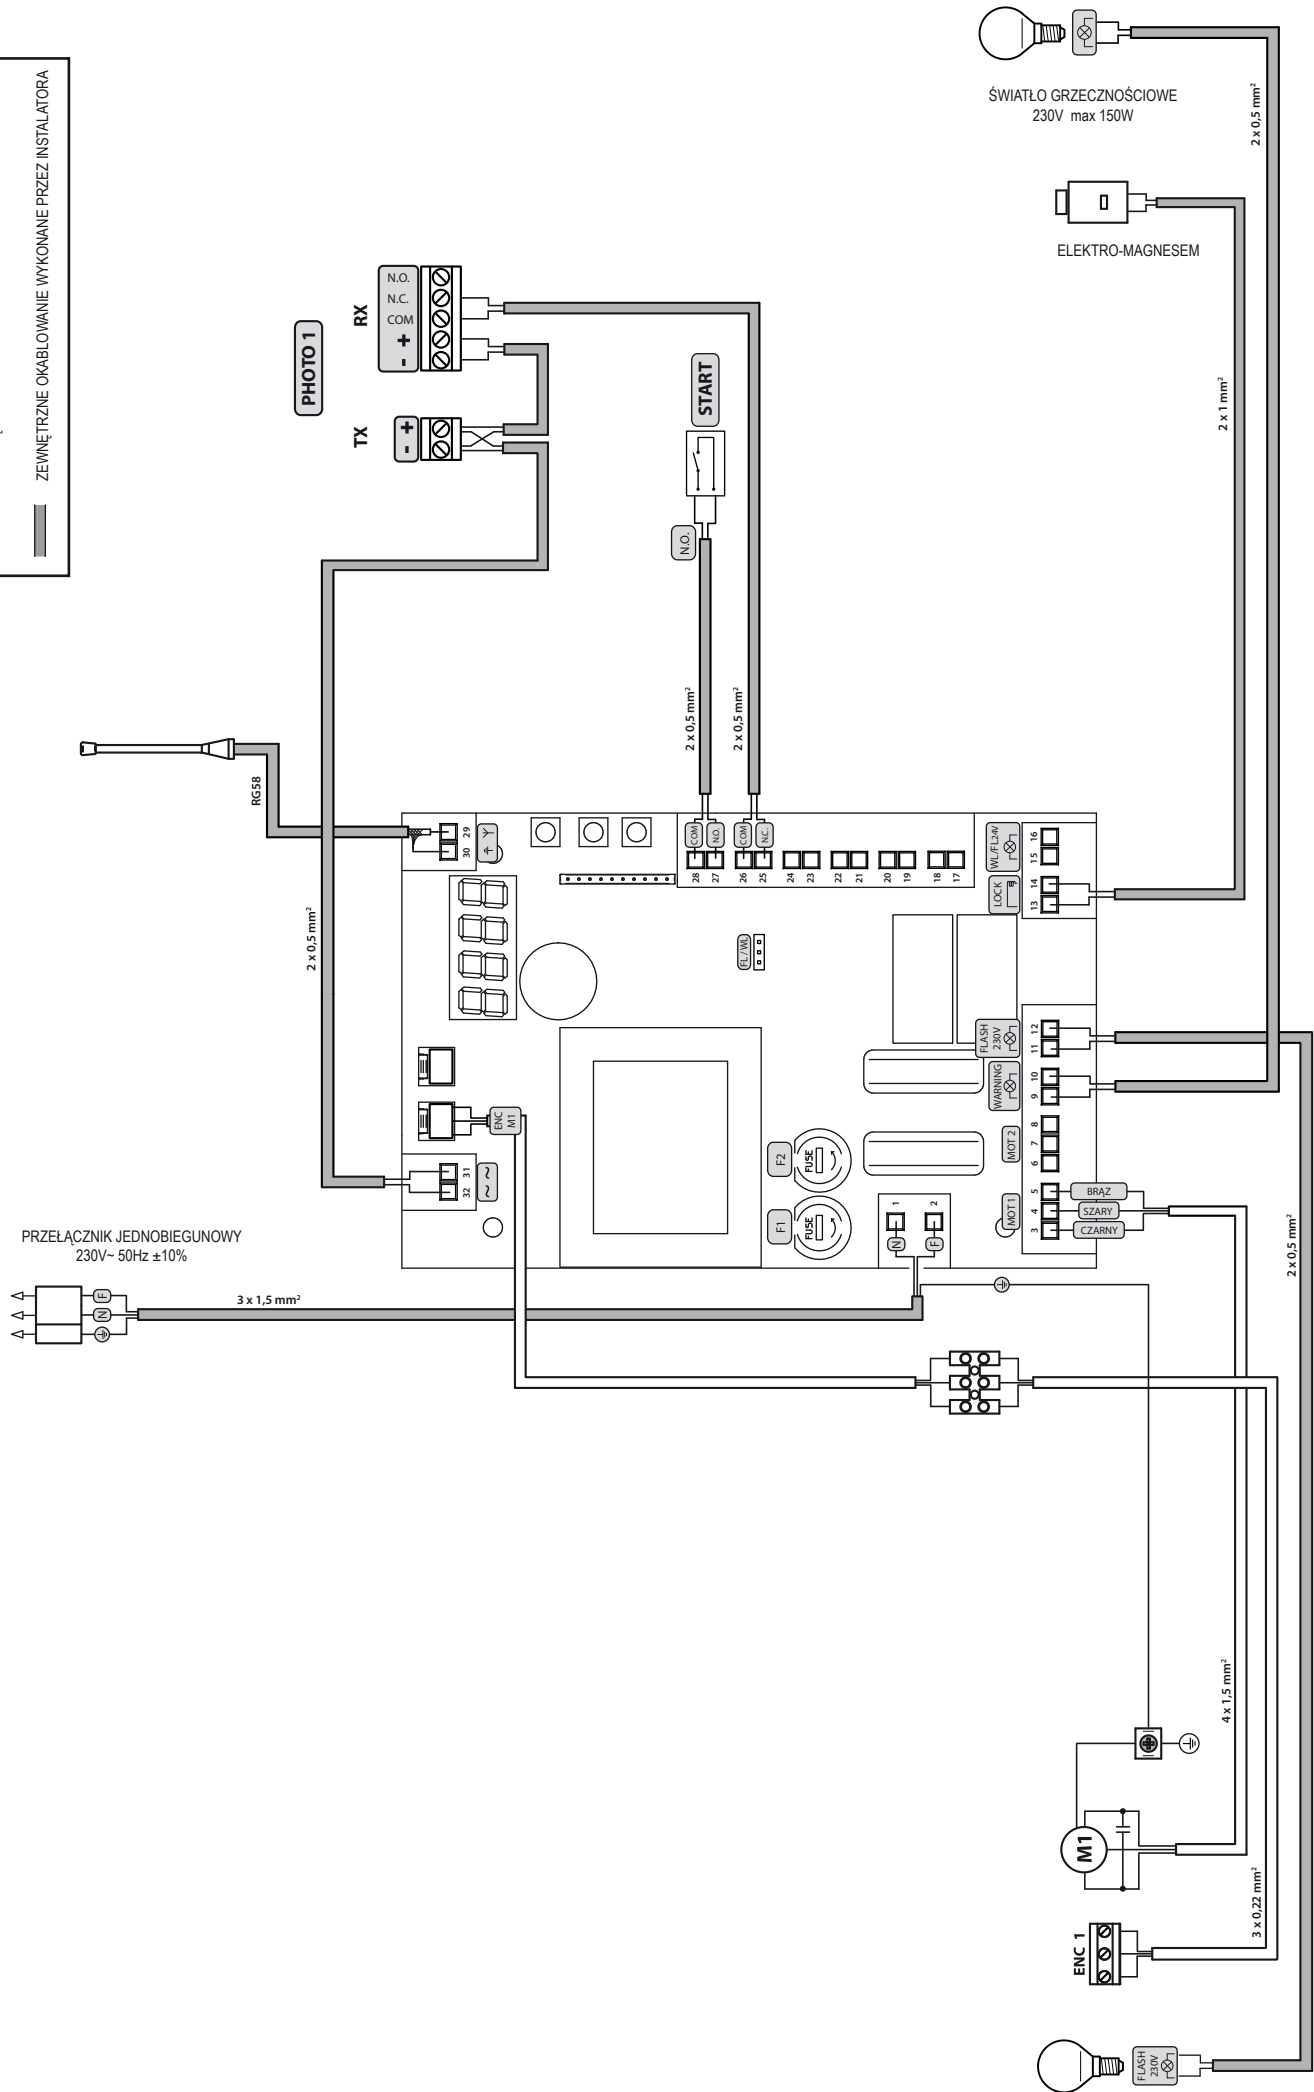 ŚWIATŁO GRZECZNOŚCIOWE
230V max 150W
2 x 0,5 mm²
ZEWNĘTRZNE OKABLOWANIE WYKONANE PRZEZ INSTALATORA
ELEKTRO-MAGNESEM
2 x 1 mm²
PHOTO 1
RX
N.O.
N.C.
COM
+
-
TX
- +
START
N.O.
2 x 0,5 mm²
2 x 0,5 mm²
RG58
2 x 0,5 mm²
29
30
COM
N.O.
COM
N.C.
28
27
26
25
24
23
22
21
20
19
18
17
WL/FL24V
16
15
LOCK
14
13
FL / WL
FLASH
230V
12
11
WARNING
10
9
MOT 2
8
7
6
MOT 1
5
4
3
BRĄZ
SZARY
CZARNY
ENC
M1
31
32
~ ~
F2
FUSE
F1
FUSE
1
2
N
F
PRZEŁĄCZNIK JEDNOBIEGUNOWY
230V~ 50Hz ±10%
F
N
3 x 1,5 mm²
2 x 0,5 mm²
4 x 1,5 mm²
M1
3 x 0,22 mm²
ENC 1
FLASH
230V